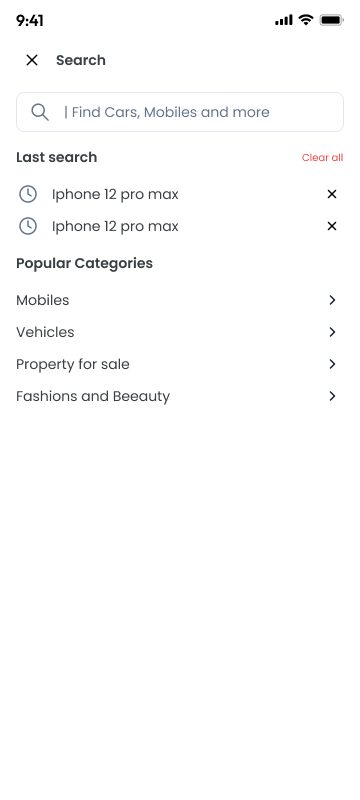 9:41
Search
| Find Cars, Mobiles and more
Last search
Clear all
Iphone 12 pro max
Iphone 12 pro max
Popular Categories
Mobiles
Vehicles
Property for sale
Fashions and Beeauty